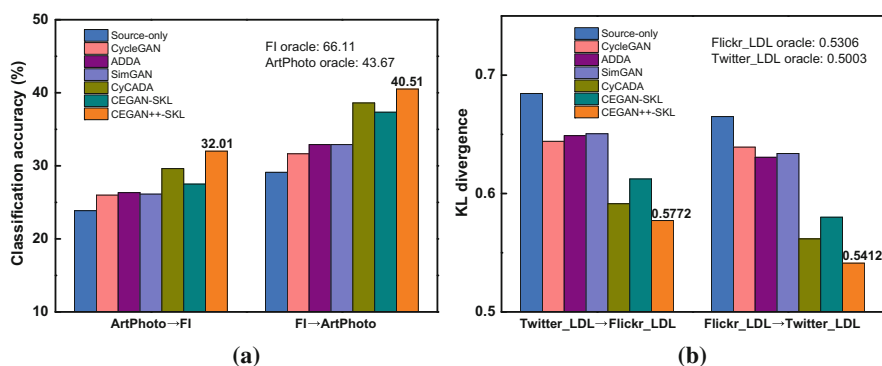 Classification accuracy (%)
50
40
30
20
10
Source-only
CycleGAN
ADDA
SimGAN
CyCADA
CEGAN-SKL
CEGAN++-SKL
FI oracle: 66.11
ArtPhoto oracle: 43.67
32.01
40.51
ArtPhoto→FI
FI→ArtPhoto
(a)
KL divergence
0.7
0.6
0.5
Source-only
CycleGAN
ADDA
SimGAN
CyCADA
CEGAN-SKL
CEGAN++-SKL
Flickr_LDL oracle: 0.5306
Twitter_LDL oracle: 0.5003
0.5772
0.5412
Twitter_LDL→Flickr_LDL
Flickr_LDL→Twitter_LDL
(b)